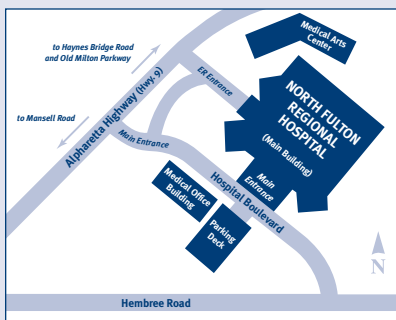 Medical Arts
Center
to Haynes Bridge Road
and Old Milton Parkway
ER Entrance
Alpharetta Highway (Hwy. 9)
to Mansell Road
NORTH FULTON
REGIONAL
HOSPITAL
(Main Building)
Main Entrance
Main
Entrance
Medical Office
Building
Hospital Boulevard
Parking
Deck
N
Hembree Road